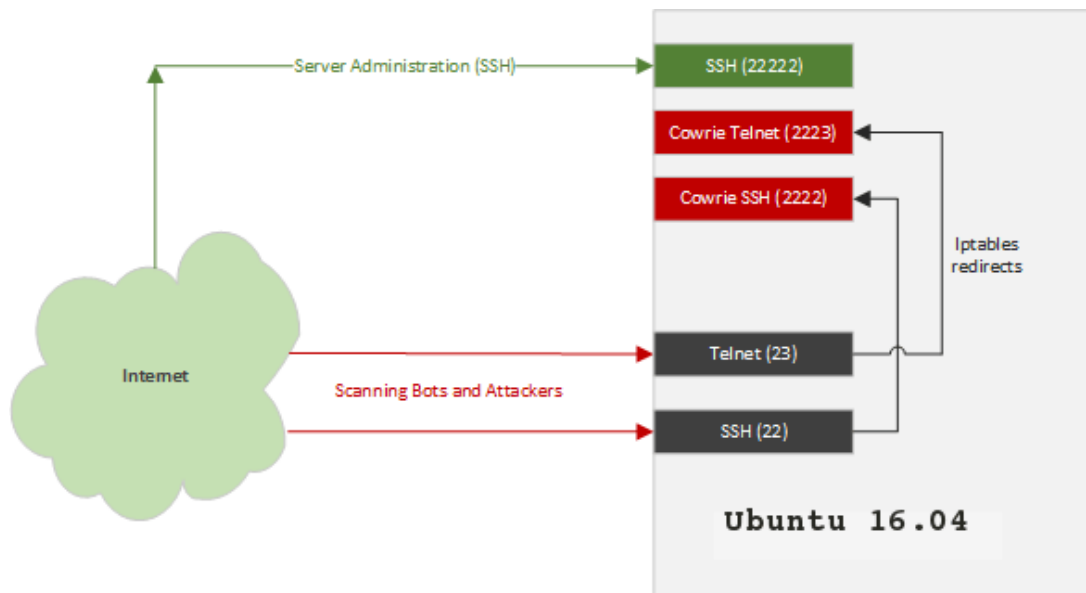 Server Administration (SSH)
SSH (22222)
Cowrie Telnet (2223)
Cowrie SSH (2222)
Iptables
redirects
Internet
Scanning Bots and Attackers
Telnet (23)
SSH (22)
Ubuntu 16.04